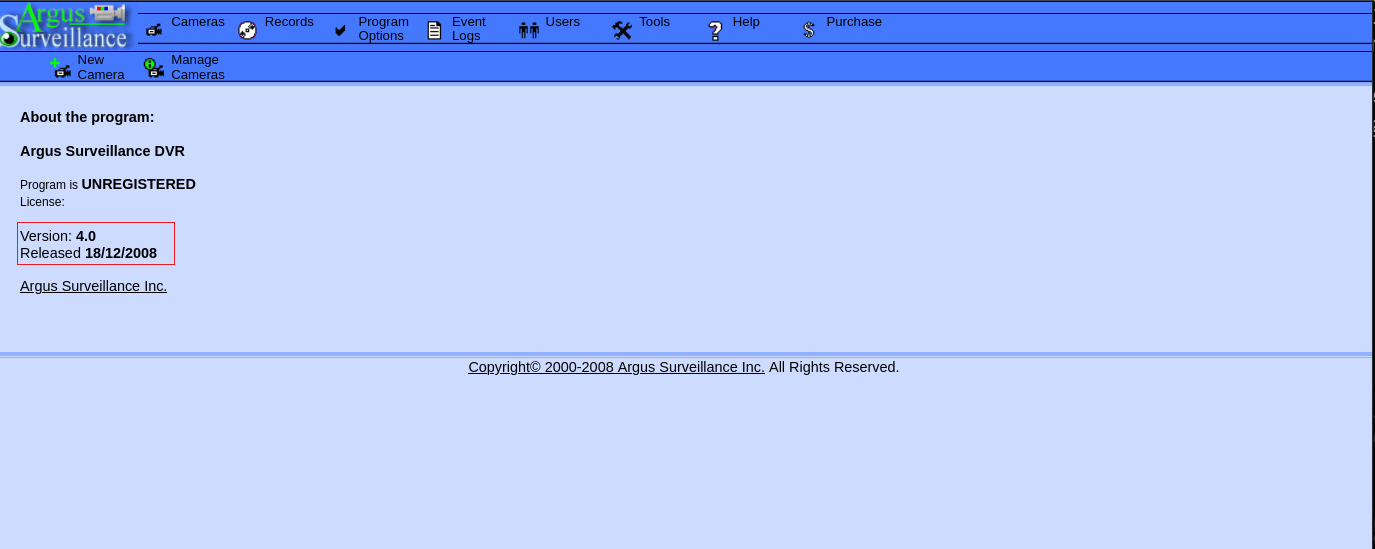 Argus
Surveillance
Cameras
Records
Program
Options
Event
Logs
Users
Tools
Help
Purchase
New
Camera
Manage
Cameras
About the program:
Argus Surveillance DVR
Program is UNREGISTERED
License:
Version: 4.0
Released 18/12/2008
Argus Surveillance Inc.
Copyright© 2000-2008 Argus Surveillance Inc. All Rights Reserved.